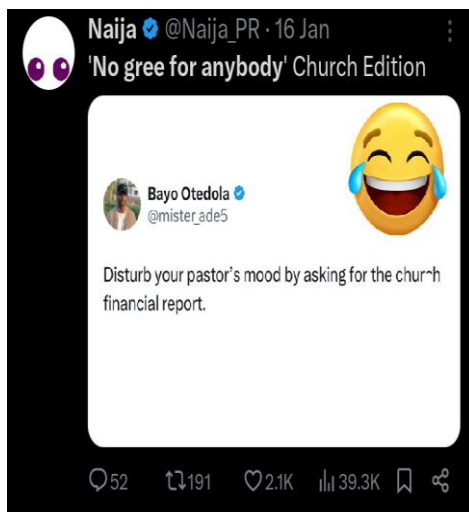 Naija @Naija_PR · 16 Jan
'No gree for anybody' Church Edition
Bayo Otedola
@mister_ade5
Disturb your pastor's mood by asking for the church
financial report.
52 191 2.1K 39.3K